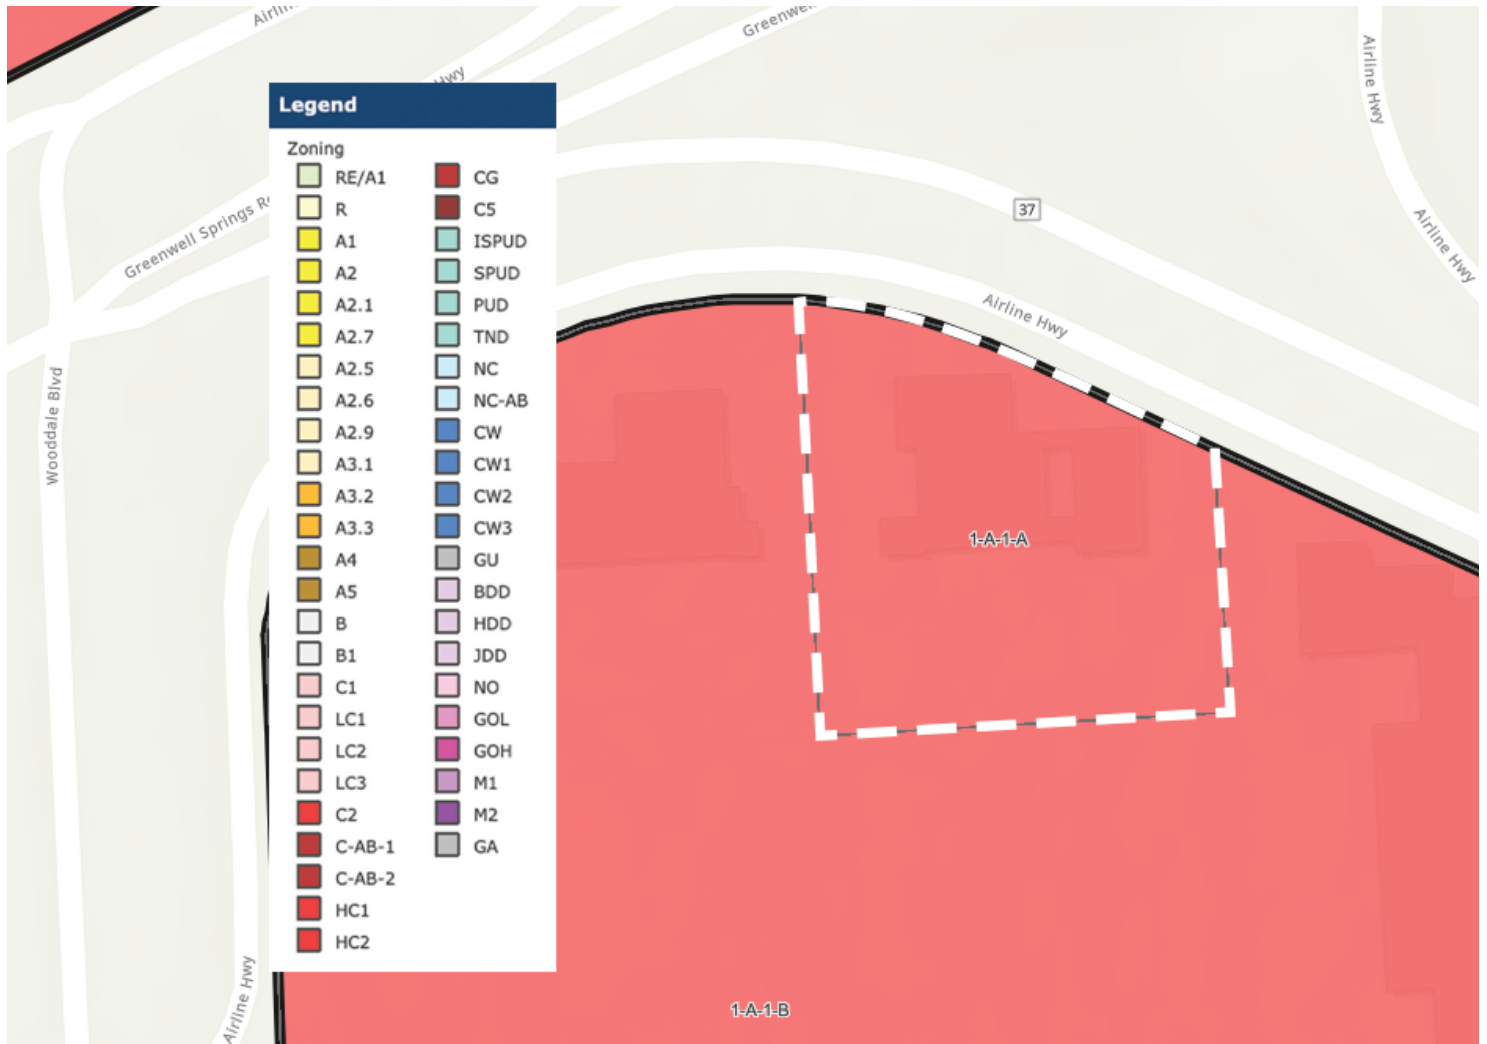 Airlin
Greenwel
Hwy
Airline Hwy
Legend
Zoning
RE/A1
R
A1
A2
A2.1
A2.7
A2.5
A2.6
A2.9
A3.1
A3.2
A3.3
A4
A5
B
B1
C1
LC1
LC2
LC3
C2
C-AB-1
C-AB-2
HC1
HC2
CG
C5
ISPUD
SPUD
PUD
TND
NC
NC-AB
CW
CW1
CW2
CW3
GU
BDD
HDD
JDD
NO
GOL
GOH
M1
M2
GA
Greenwell Springs R
37
Airline Hwy
Airline Hwy
Wooddale Blvd
1-A-1-A
Airline Hwy
1-A-1-B